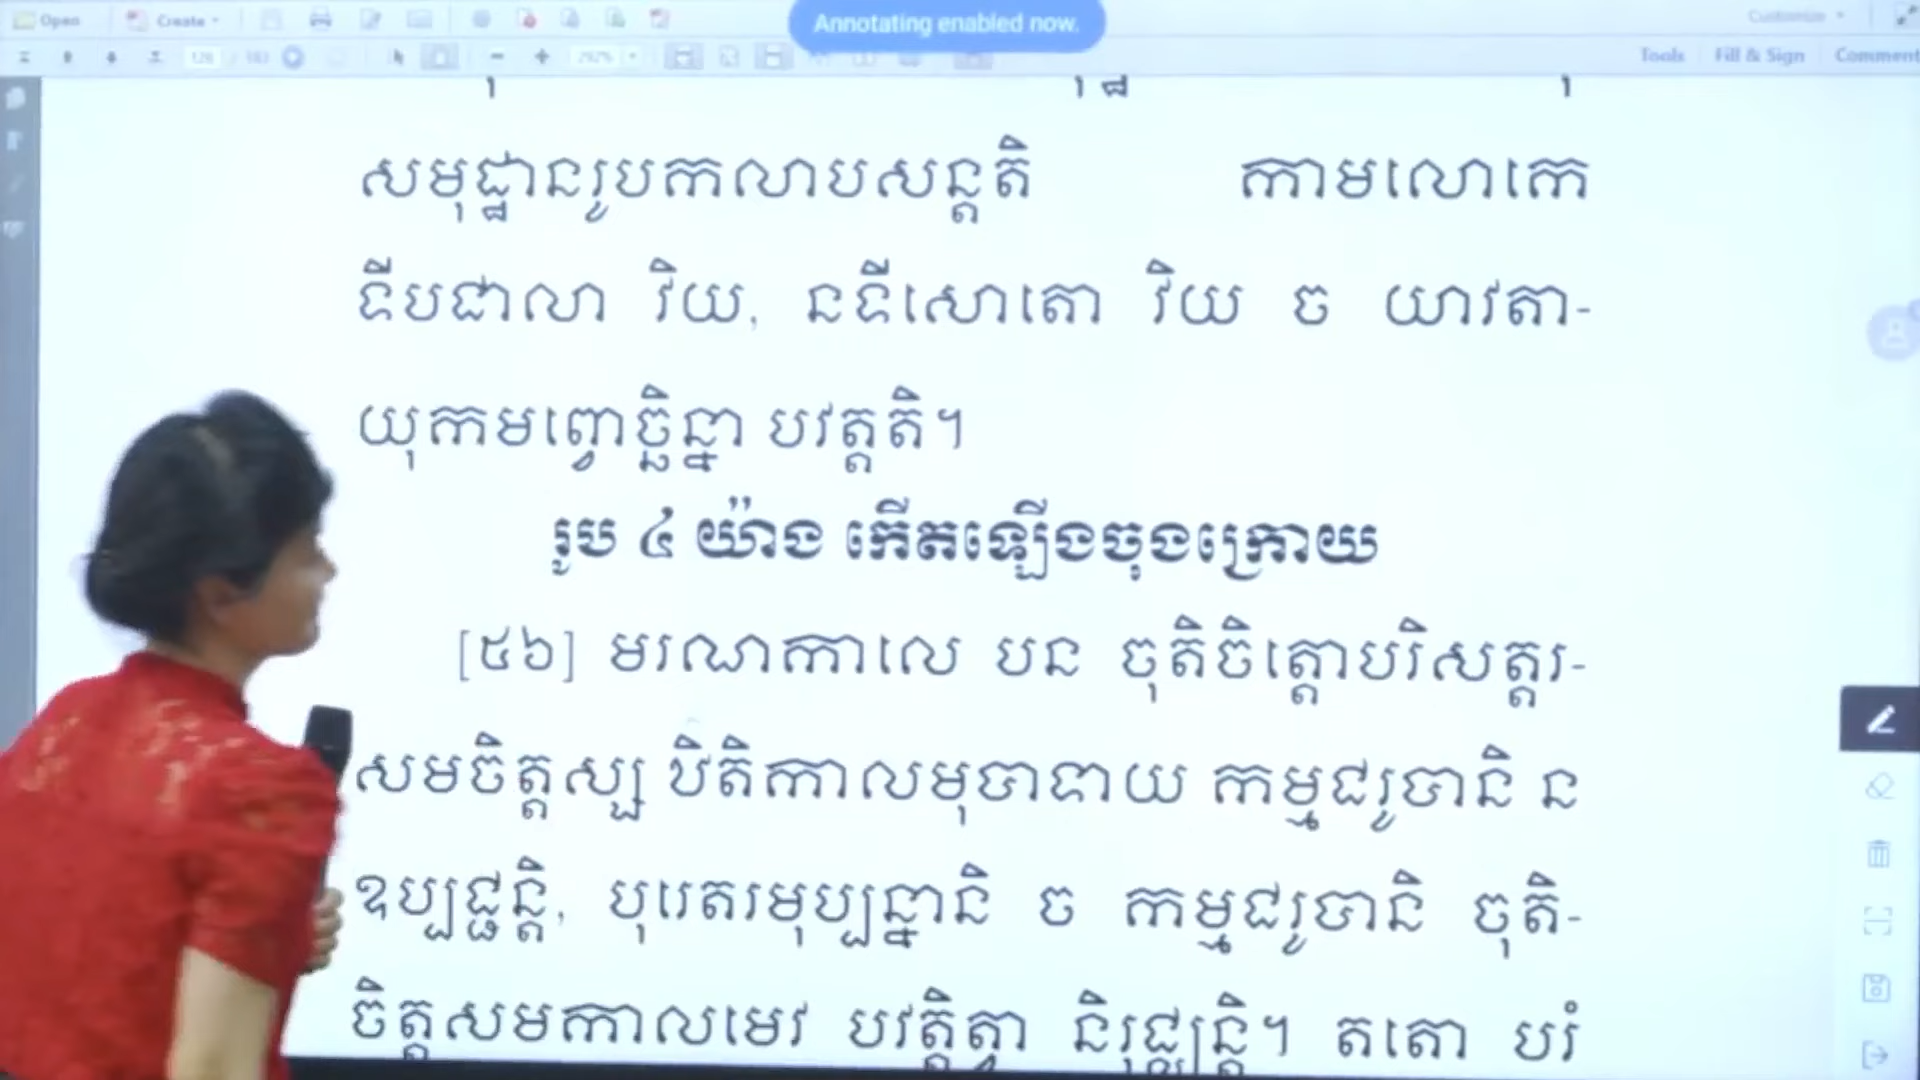 Open
Create
Annotating enabled now.
Customize
Tools
Fill & Sign
Comment
សមុដ្ឋានរូបកលាបសន្តតិ កាមលោកេ
ទីបជាលា វិយ, នទីសោតោ វិយ ច យាវតា-
យុកមព្វោច្ឆិន្នា បវត្តតិ។
រូប ៤ យ៉ាង កើតឡើងចុងក្រោយ
[៥៦] មរណកាលេ បន ចុតិចិត្តោបរិសត្តរ-
សមចិត្តស្ស ឋិតិកាលមុបាទាយ កម្មជរូបានិ ន
ឧប្បជ្ជន្តិ, បុរេតរមុប្បន្នានិ ច កម្មជរូបានិ ចុតិ-
ចិត្តសមកាលមេវ បវត្តិត្វា និរុជ្ឈន្តិ។ តតោ បរំ